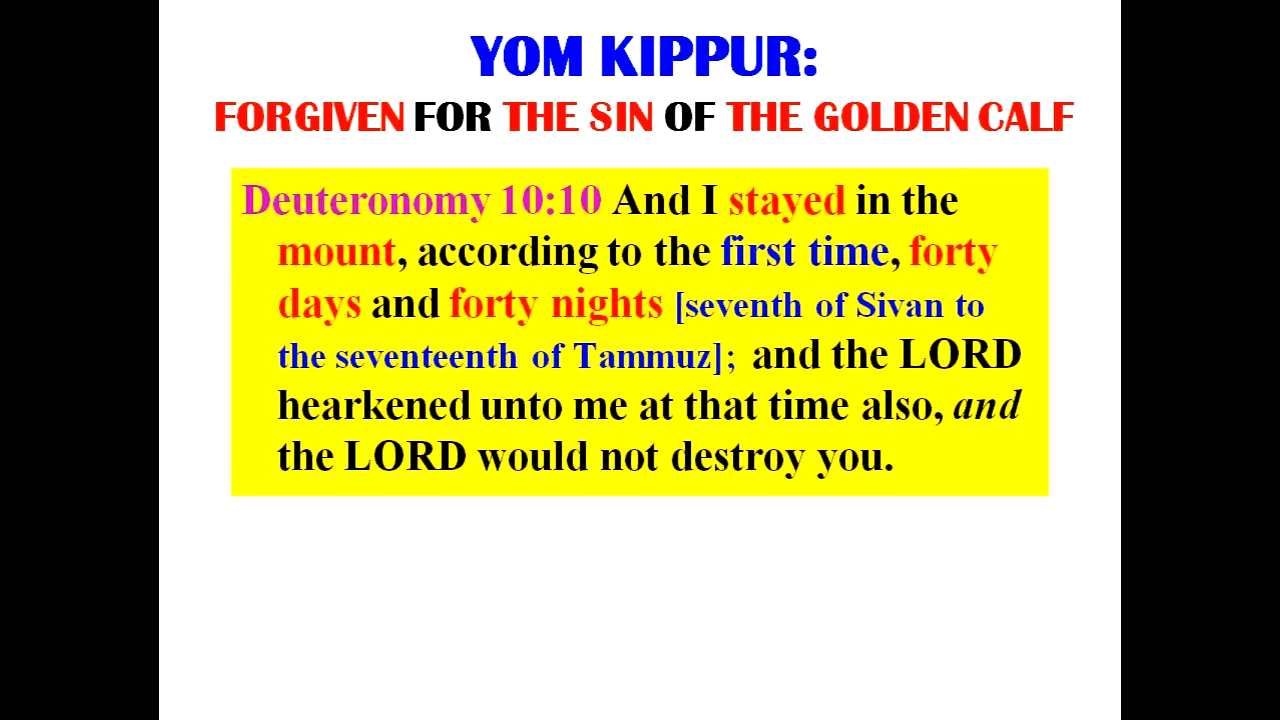 YOM KIPPUR:
FORGIVEN FOR THE SIN OF THE GOLDEN CALF
Deuteronomy 10:10 And I stayed in the
mount, according to the first time, forty
days and forty nights [seventh of Sivan to
the seventeenth of Tammuz]; and the LORD
hearkened unto me at that time also, and
the LORD would not destroy you.